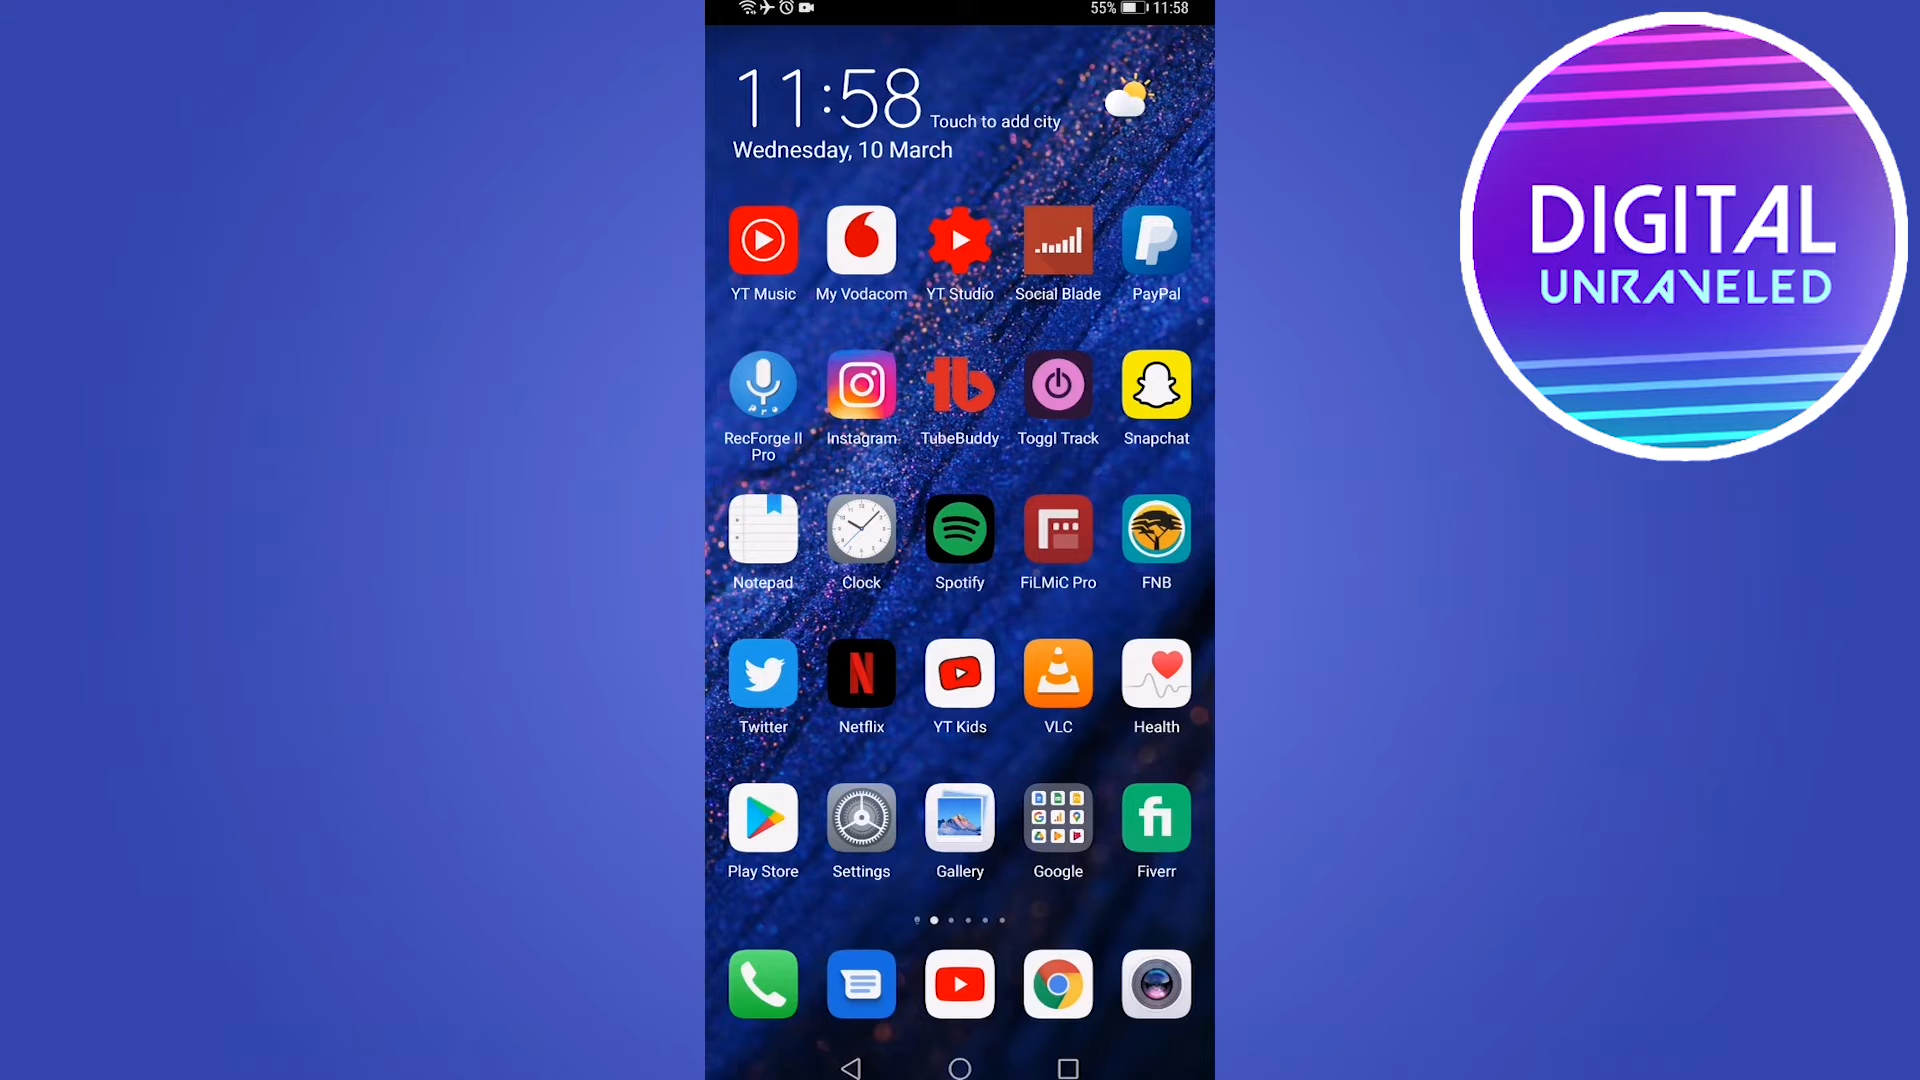 55% 11:58
11:58 Touch to add city
Wednesday, 10 March
DIGITAL
UNRAVELED
YT Music My Vodacom YT Studio Social Blade PayPal
RecForge II Pro Instagram TubeBuddy Toggl Track Snapchat
Notepad Clock Spotify FiLMiC Pro FNB
Twitter Netflix YT Kids VLC Health
Play Store Settings Gallery Google Fiverr